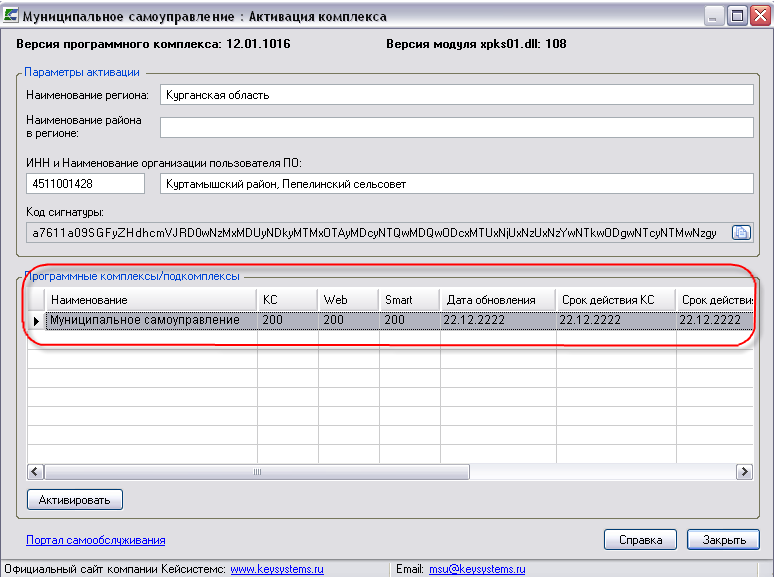 Муниципальное самоуправление : Активация комплекса
Версия программного комплекса: 12.01.1016 Версия модуля xpks01.dll: 108
Параметры активации
Наименование региона: Курганская область
Наименование района
в регионе:
ИНН и Наименование организации пользователя ПО:
4511001428 Куртамышский район, Пепелинский сельсовет
Код сигнатуры:
a7611a09SGFyZHdhcmVJRD0wNzMxMDUyNDkyMTMxOTAyMDcyNTQwMDQwODcxMTUxNjUxNzUxNzYwNTkwODgwNTcyNTMwNzgy
Программные комплексы/подкомплексы
Наименование КС Web Smart Дата обновления Срок действия КС Срок действи
Муниципальное самоуправление 200 200 200 22.12.2222 22.12.2222 22.12.2222
Активировать
Портал самообслуживания Справка Закрыть
Официальный сайт компании Кейсистемс: www.keysystems.ru Email: msu@keysystems.ru